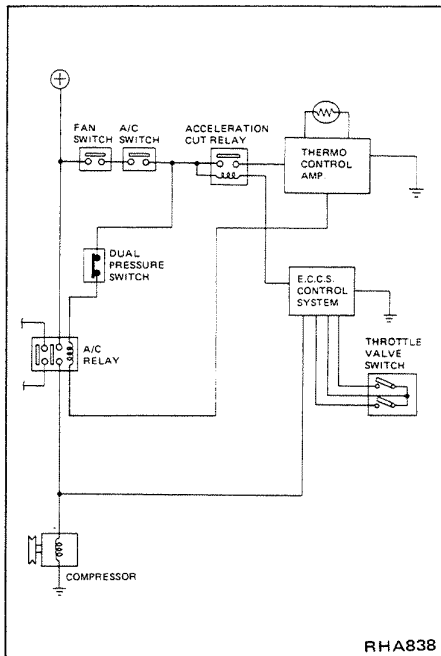 +
FAN
SWITCH
A/C
SWITCH
ACCELERATION
CUT RELAY
THERMO
CONTROL
AMP.
DUAL
PRESSURE
SWITCH
E.C.C.S.
CONTROL
SYSTEM
THROTTLE
VALVE
SWITCH
A/C
RELAY
COMPRESSOR
RHA838